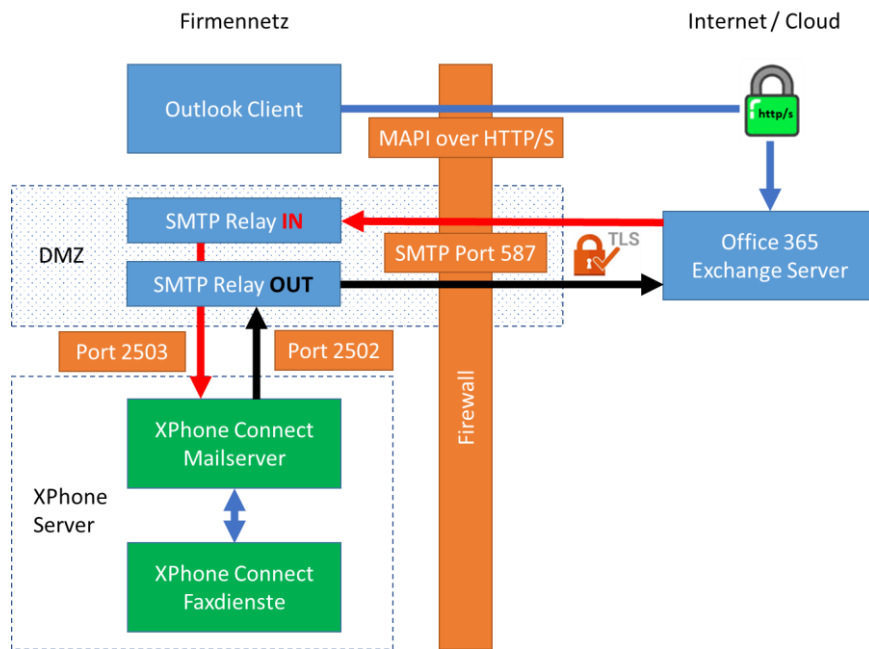 Firmennetz
Internet / Cloud
Outlook Client
http/s
MAPI over HTTP/S
SMTP Relay IN
DMZ
SMTP Port 587
TLS
Office 365
Exchange Server
SMTP Relay OUT
Port 2503
Port 2502
Firewall
XPhone Connect
Mailserver
XPhone
Server
XPhone Connect
Faxdienste